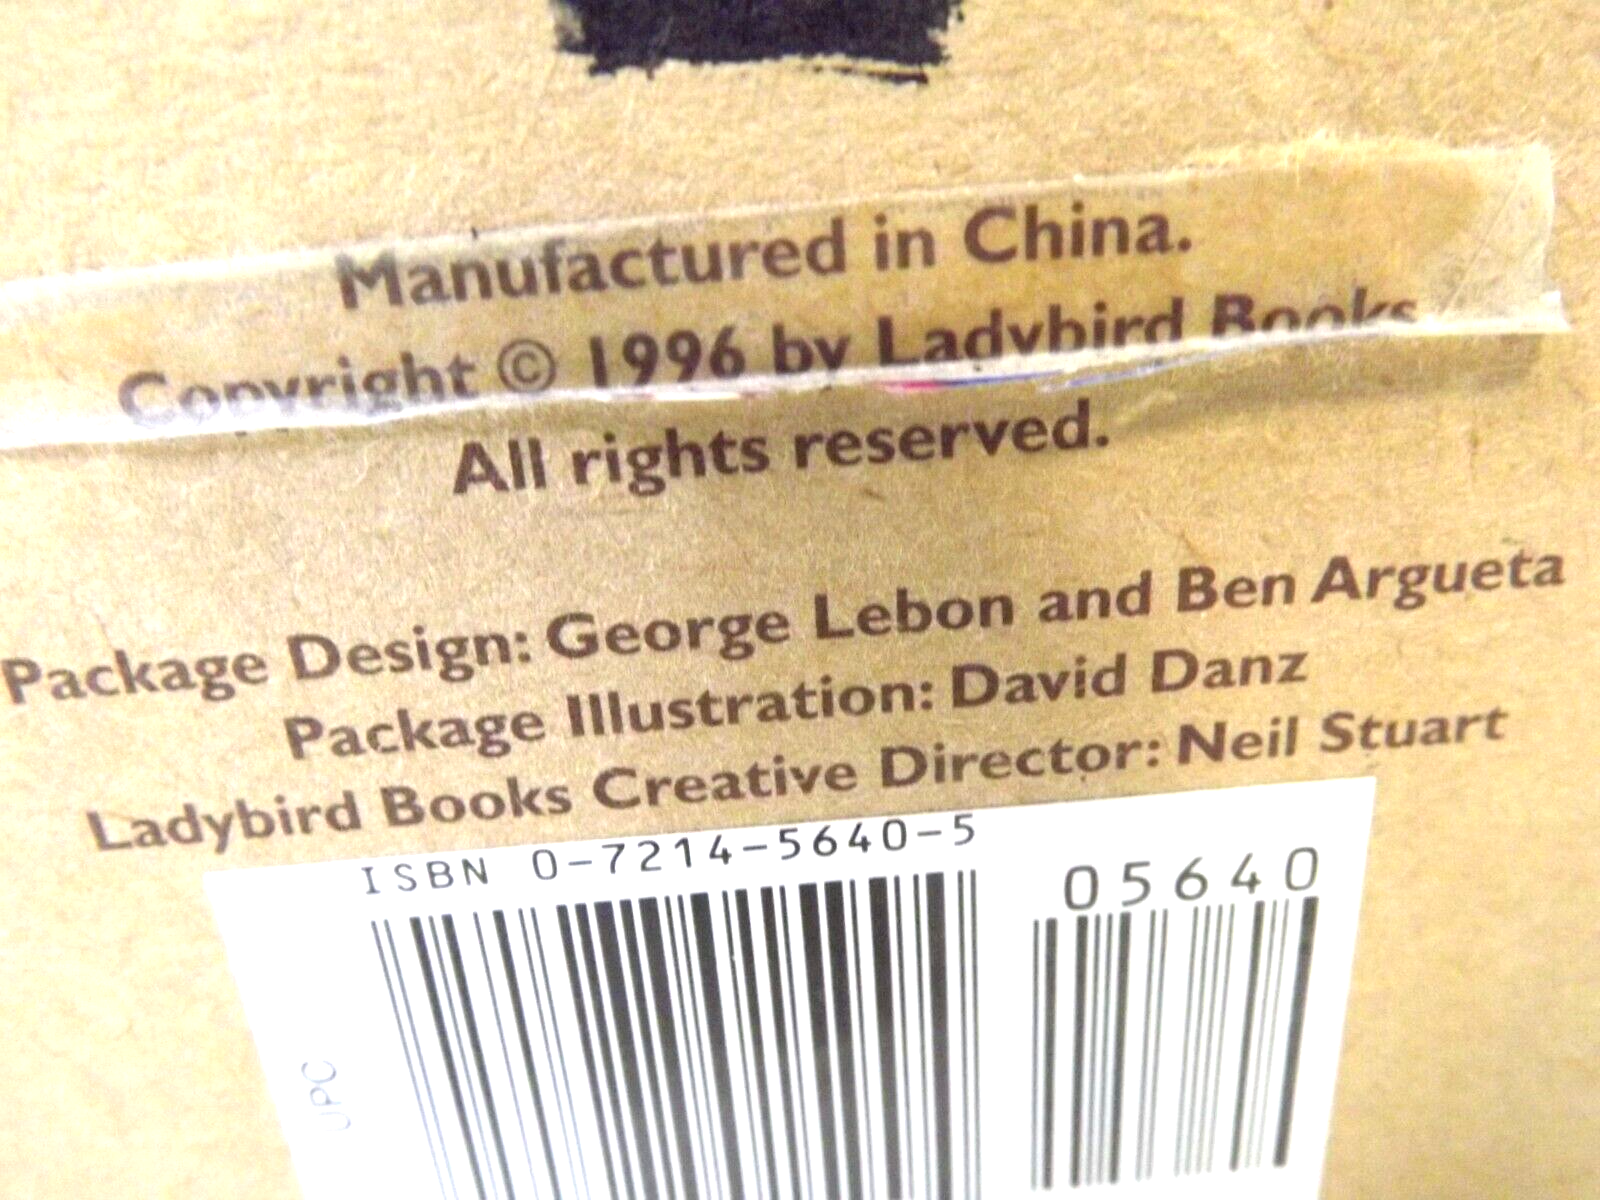 Manufactured in China.
Copyright © 1996 by Ladybird Books
All rights reserved.
Package Design: George Lebon and Ben Argueta
Package Illustration: David Danz
Ladybird Books Creative Director: Neil Stuart
ISBN 0-7214-5640-5
05640
UPC